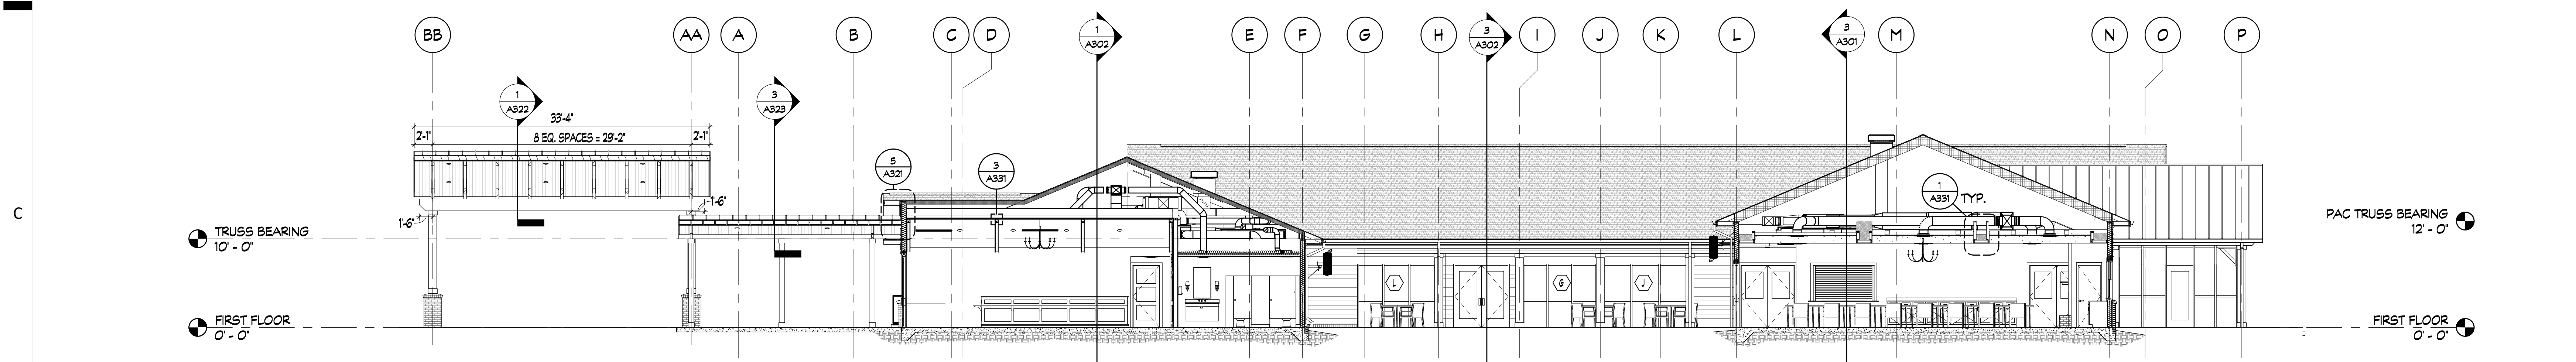 BB AA A B C D E F G H I J K L M N O P
1
A302
3
A302
3
A301
1
A322
3
A323
33'-4"
2'-1" 8 EQ. SPACES = 29'-2" 2'-1"
5
A321
3
A331
1
A331
TYP.
1'-6"
1'-6"
C
TRUSS BEARING
10' - 0"
PAC TRUSS BEARING
12' - 0"
L
G
J
FIRST FLOOR
0' - 0"
FIRST FLOOR
0' - 0"